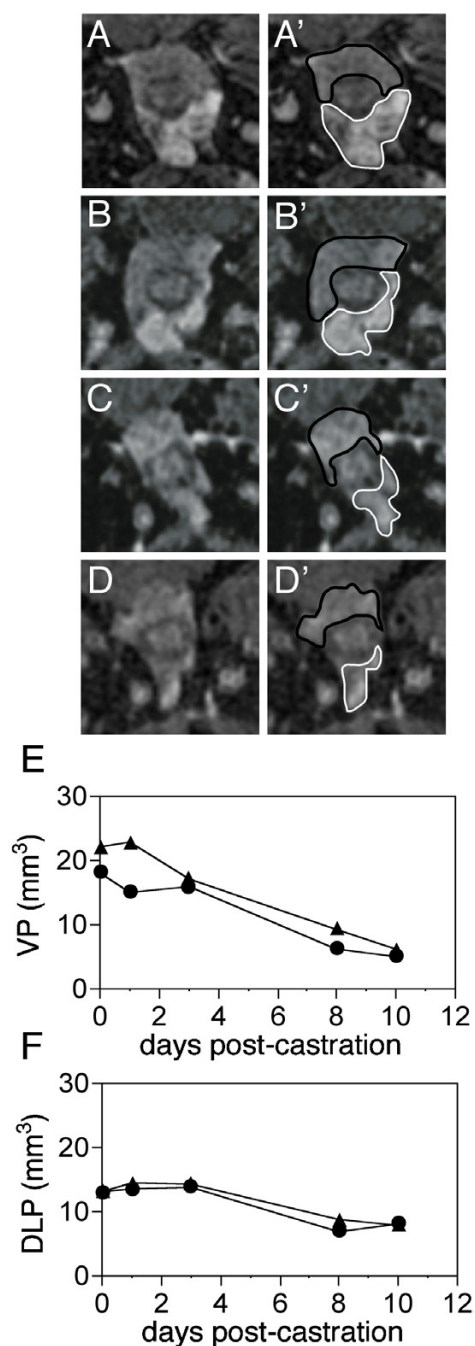 A A’
B B’
C C’
D D’
E
30
20
10
0
VP (mm³)
0 2 4 6 8 10 12
days post-castration
F
30
20
10
0
DLP (mm³)
0 2 4 6 8 10 12
days post-castration